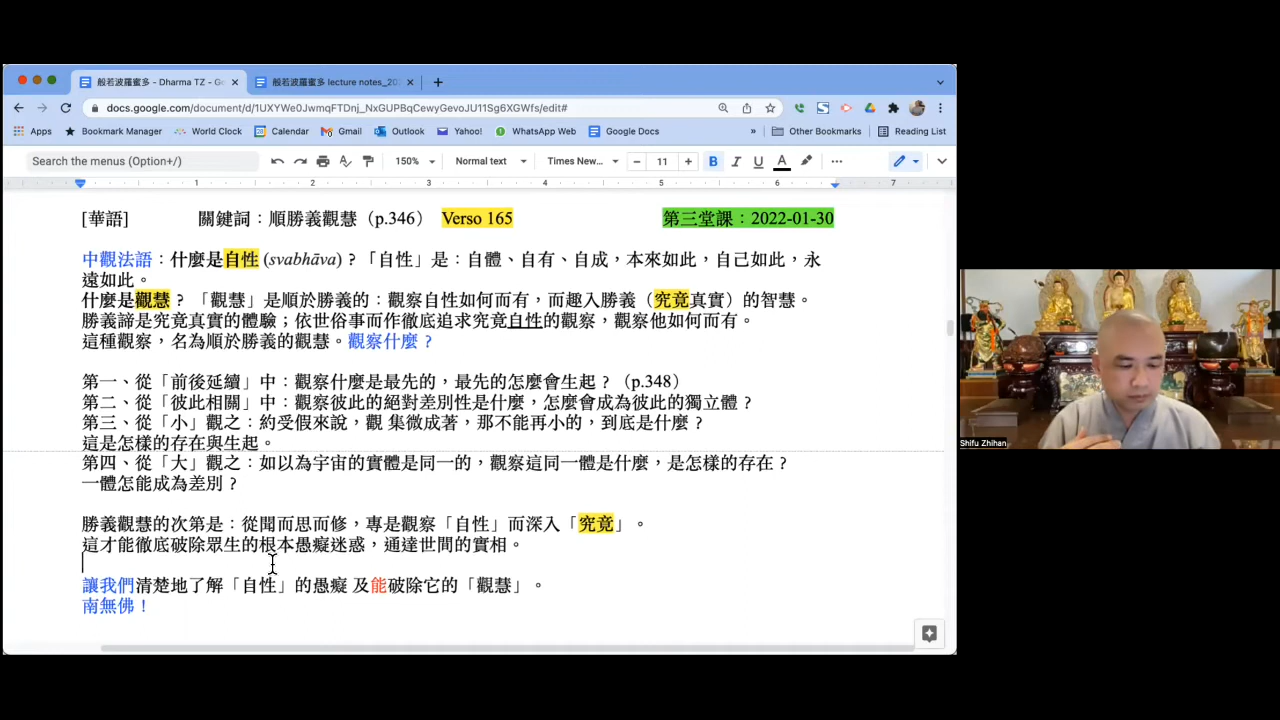 般若波羅蜜多 - Dharma TZ - Go
般若波羅蜜多 lecture notes_20
docs.google.com/document/d/1UXYWe0JwmqFTDnj_NxGUPBqCewyGevoJU11Sg6XGWfs/edit#
Apps Bookmark Manager World Clock Calendar Gmail Outlook Yahoo! WhatsApp Web Google Docs » Other Bookmarks Reading List
Search the menus (Option+/) 150% Normal text Times New... 11 B I U A
1 2 3 4 5 6 7
[華語] 關鍵詞：順勝義觀慧（p.346） Verso 165 第三堂課：2022-01-30
中觀法語：什麼是自性 (svabhāva)？「自性」是：自體、自有、自成，本來如此，自己如此，永
遠如此。
什麼是觀慧？「觀慧」是順於勝義的：觀察自性如何而有，而趣入勝義（究竟真實）的智慧。
勝義諦是究竟真實的體驗；依世俗事而作徹底追求究竟自性的觀察，觀察他如何而有。
這種觀察，名為順於勝義的觀慧。觀察什麼？
第一、從「前後延續」中：觀察什麼是最先的，最先的怎麼會生起？（p.348）
第二、從「彼此相關」中：觀察彼此的絕對差別性是什麼，怎麼會成為彼此的獨立體？
第三、從「小」觀之：約受假來說，觀 集微成著，那不能再小的，到底是什麼？
這是怎樣的存在與生起。
第四、從「大」觀之：如以為宇宙的實體是同一的，觀察這同一體是什麼，是怎樣的存在？
一體怎能成為差別？
勝義觀慧的次第是：從聞而思而修，專是觀察「自性」而深入「究竟」。
這才能徹底破除眾生的根本愚癡迷惑，通達世間的實相。
讓我們清楚地了解「自性」的愚癡 及能破除它的「觀慧」。
南無佛！
Shifu Zhihan